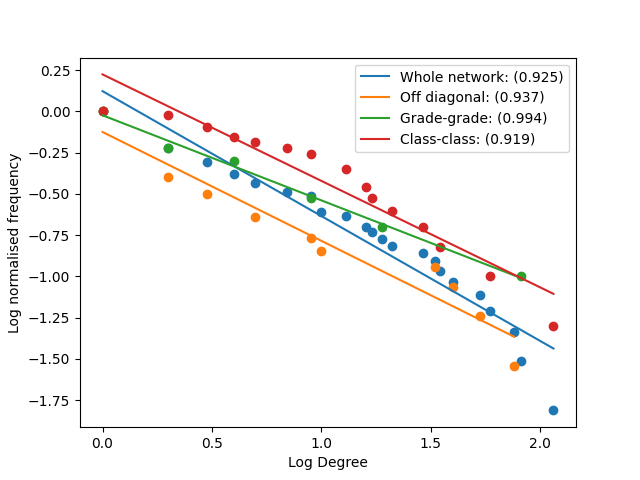 Whole network: (0.925)
Off diagonal: (0.937)
Grade-grade: (0.994)
Class-class: (0.919)
0.25
0.00
−0.25
−0.50
−0.75
−1.00
−1.25
−1.50
−1.75
Log normalised frequency
0.0 0.5 1.0 1.5 2.0
Log Degree